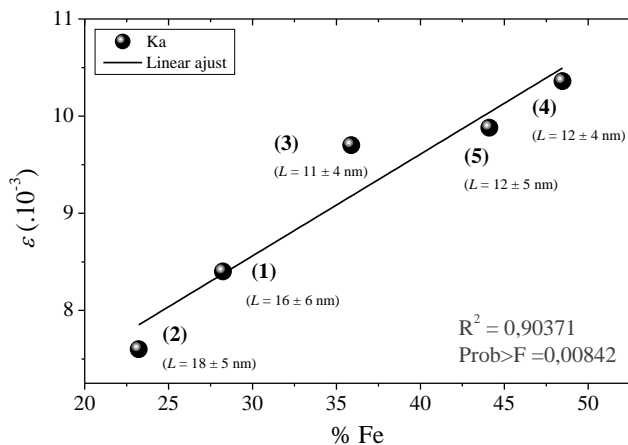 11
10
9
8
ε (.10⁻³)
Ka
Linear ajust
(4)
(L = 12 ± 4 nm)
(3)
(L = 11 ± 4 nm)
(5)
(L = 12 ± 5 nm)
(1)
(L = 16 ± 6 nm)
(2)
(L = 18 ± 5 nm)
R² = 0,90371
Prob>F =0,00842
20 25 30 35 40 45 50
% Fe